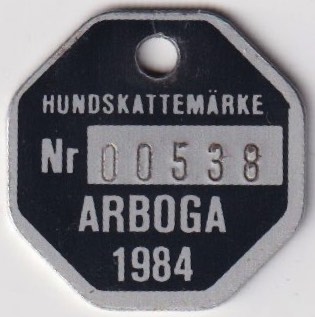 HUNDSKATTEMÄRKE
Nr 00538
ARBOGA
1984